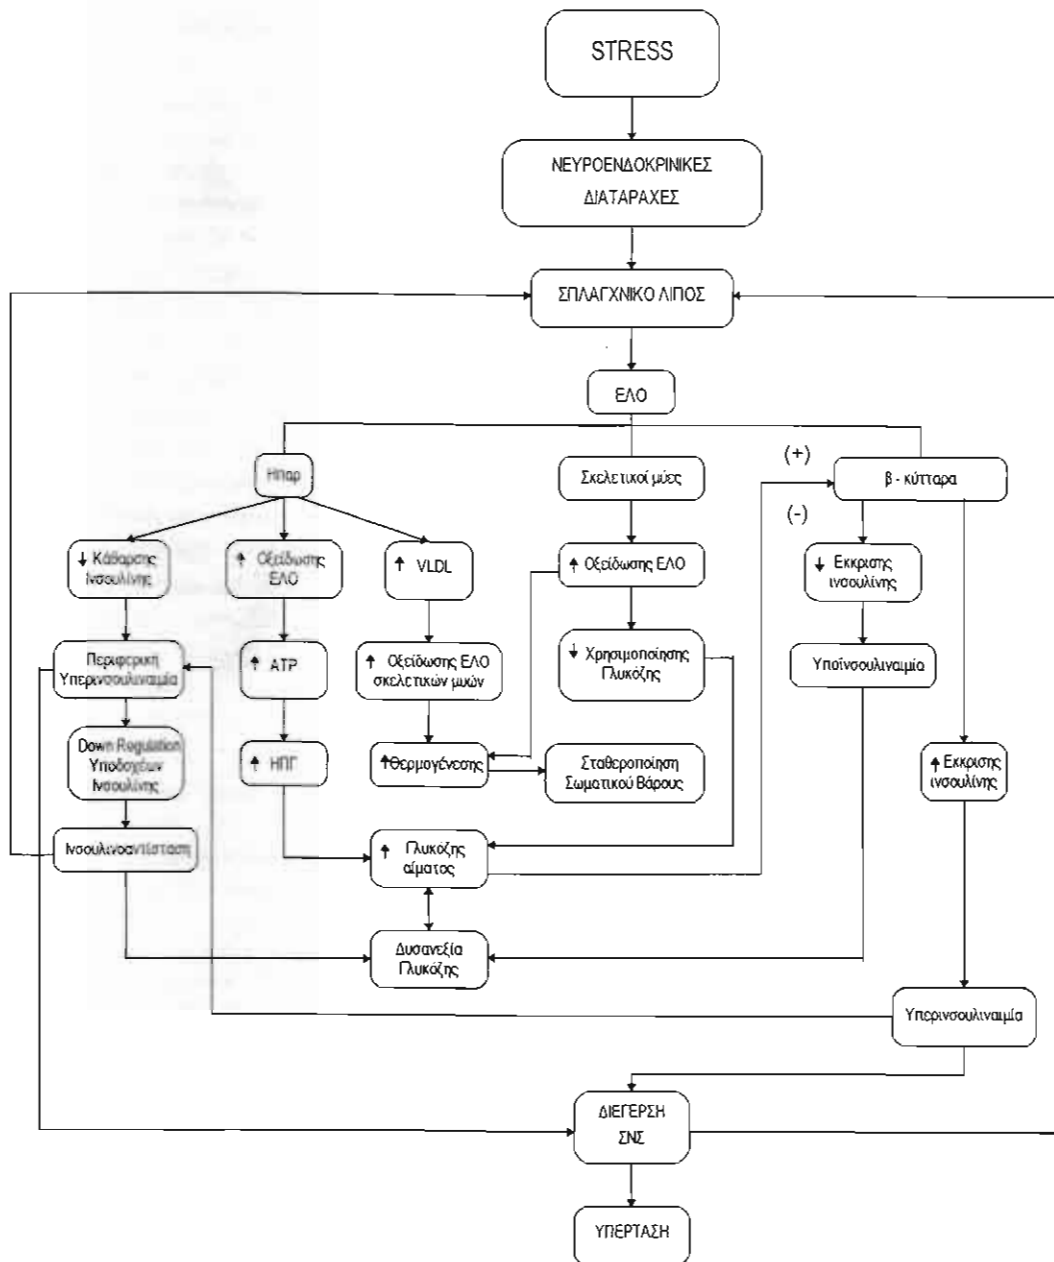 STRESS
ΝΕΥΡΟΕΝΔΟΚΡΙΝΙΚΕΣ
ΔΙΑΤΑΡΑΧΕΣ
ΣΠΛΑΓΧΝΙΚΟ ΛΙΠΟΣ
ΕΛΟ
Ηπαρ
Σκελετικοί μύες
(+)
β - κύτταρα
(-)
↓ Κάθαρσης
Ινσουλίνης
↑ Οξείδωσης
ΕΛΟ
↑ VLDL
↑ Οξείδωσης ΕΛΟ
↓ Εκκρισης
ινσουλίνης
Περιφερική
Υπερινσουλιναιμία
↑ ATP
↑ Οξείδωσης ΕΛΟ
σκελετικών μυών
↓ Χρησιμοποίησης
Γλυκόζης
Υποϊνσουλιναιμία
Down Regulation
Υποδοχέων
Ινσουλίνης
↑ ΗΠΓ
↑Θερμογένεσης
Σταθεροποίηση
Σωματικού Βάρους
↑ Εκκρισης
ινσουλίνης
Ινσουλινοαντίσταση
↑ Γλυκόζης
αίματος
Δυσανεξία
Γλυκόζης
Υπερινσουλιναιμία
ΔΙΕΓΕΡΣΗ
ΣΝΣ
ΥΠΕΡΤΑΣΗ